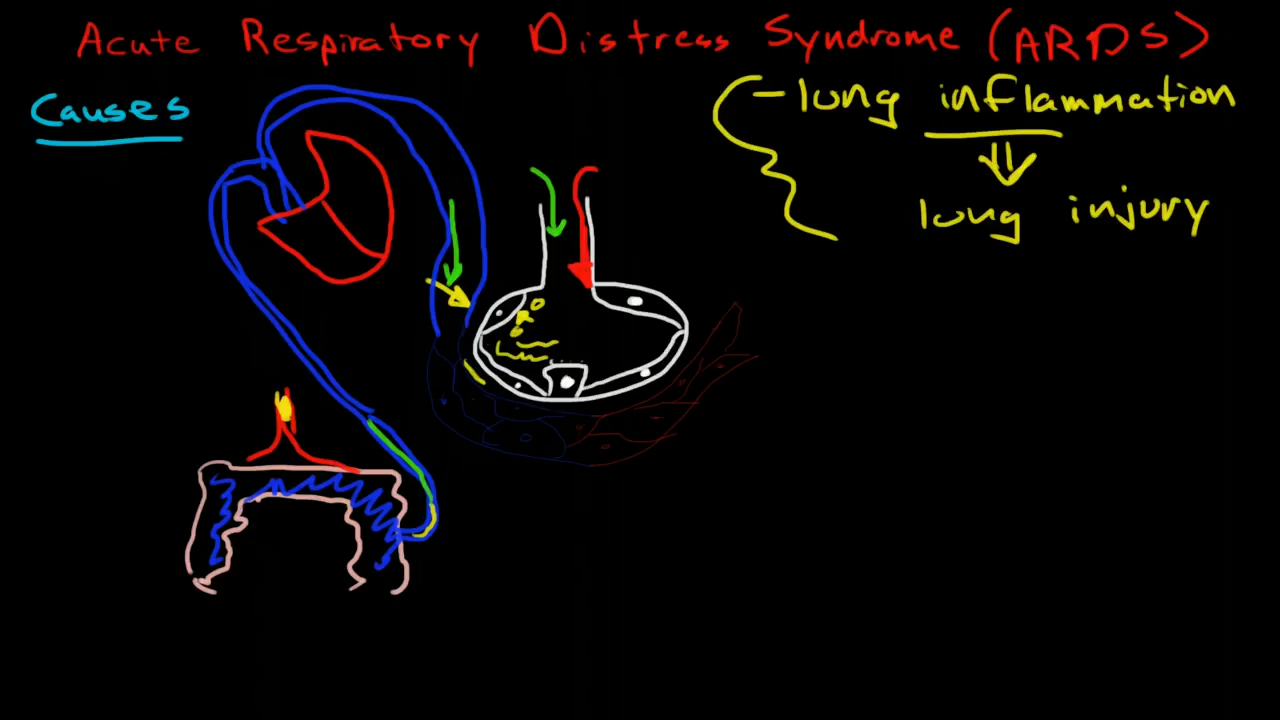 Acute Respiratory Distress Syndrome (ARDS)
Causes
- lung inflammation
lung injury